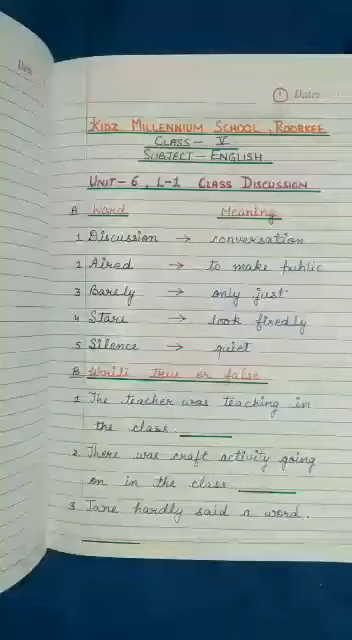 Date
① Date:
KIDZ MILLENNIUM SCHOOL, ROORKEE
CLASS - V
SUBJECT - ENGLISH
UNIT-6, L-1 CLASS DISCUSSION
A Word Meaning
1 Discussion → conversation
2 Aired → to make public
3 Barely → only just
4 Stare → look fixedly
5 Silence → quiet
B Write True or false
1 The teacher was teaching in
the class.
2 There was craft activity going
on in the class
3 Jane hardly said a word.